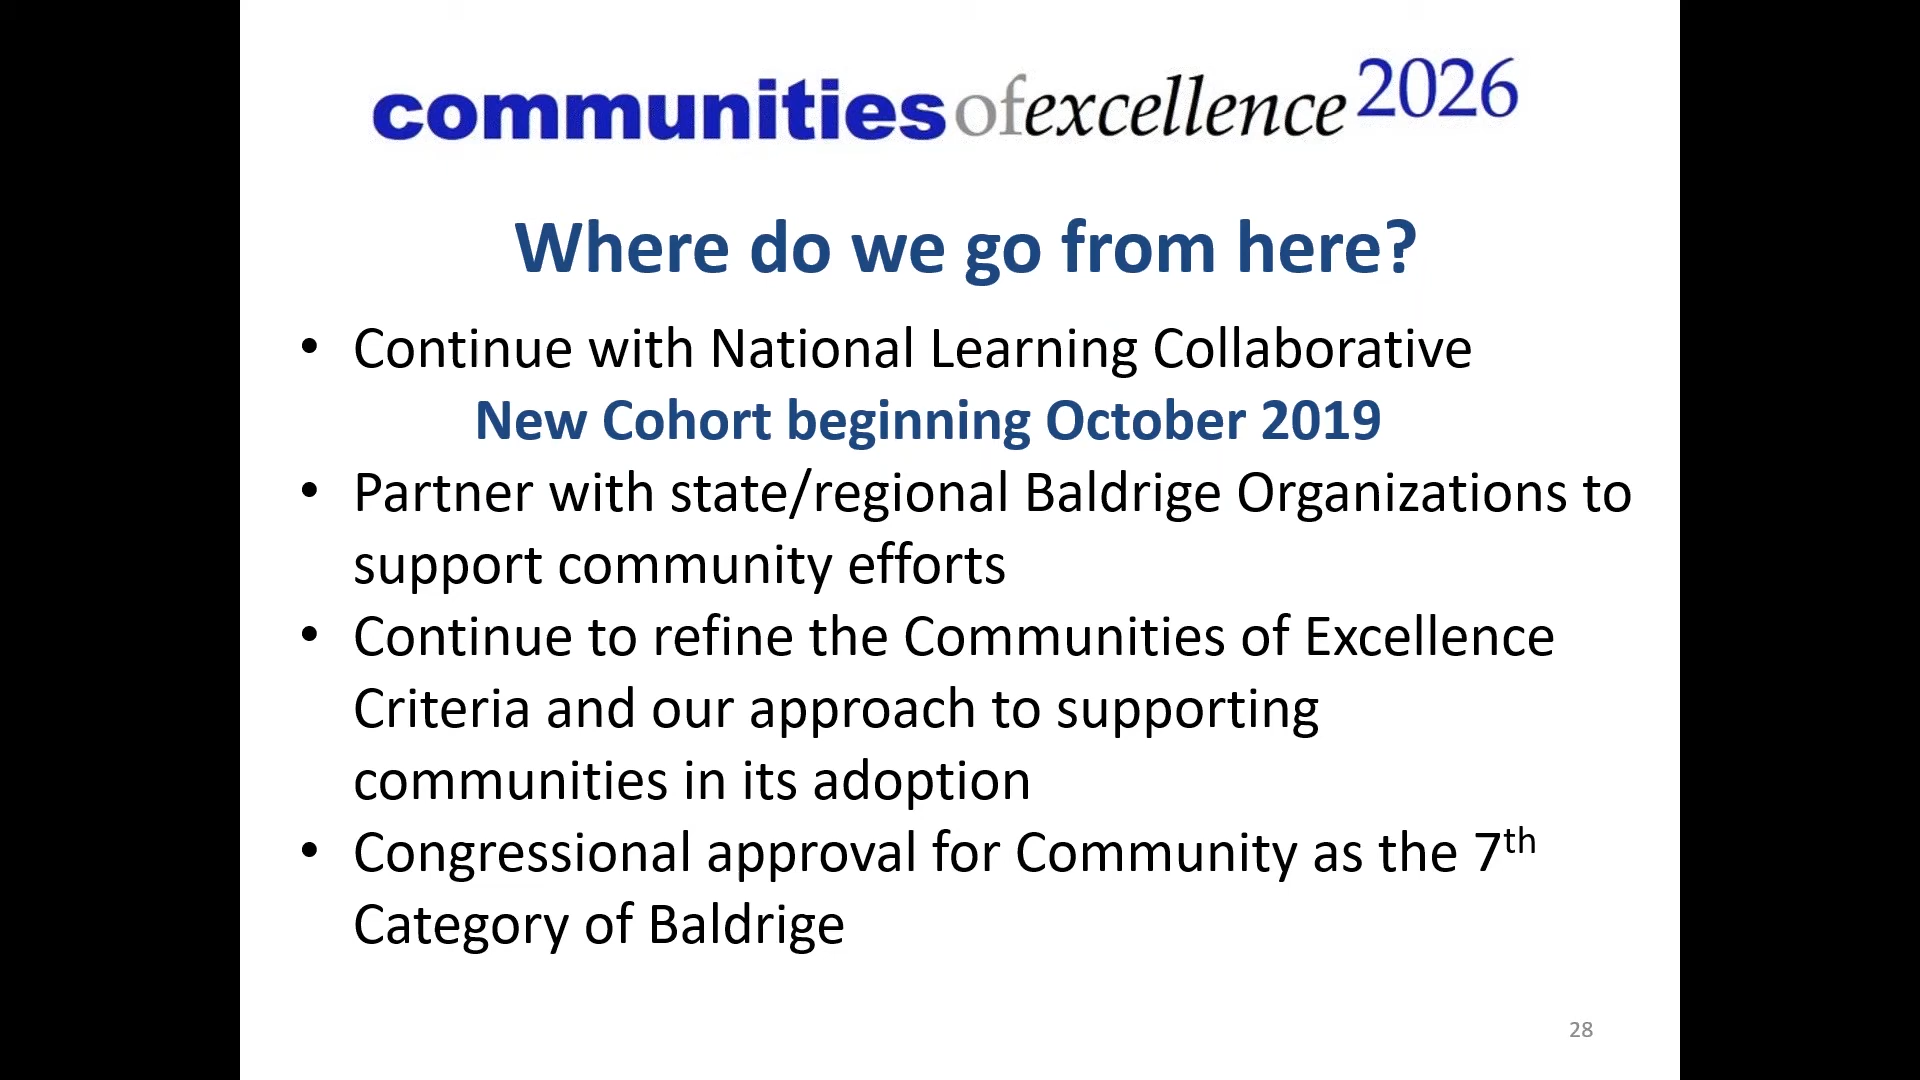 communitiesofexcellence2026
Where do we go from here?
• Continue with National Learning Collaborative
New Cohort beginning October 2019
• Partner with state/regional Baldrige Organizations to
support community efforts
• Continue to refine the Communities of Excellence
Criteria and our approach to supporting
communities in its adoption
• Congressional approval for Community as the 7th
Category of Baldrige
28